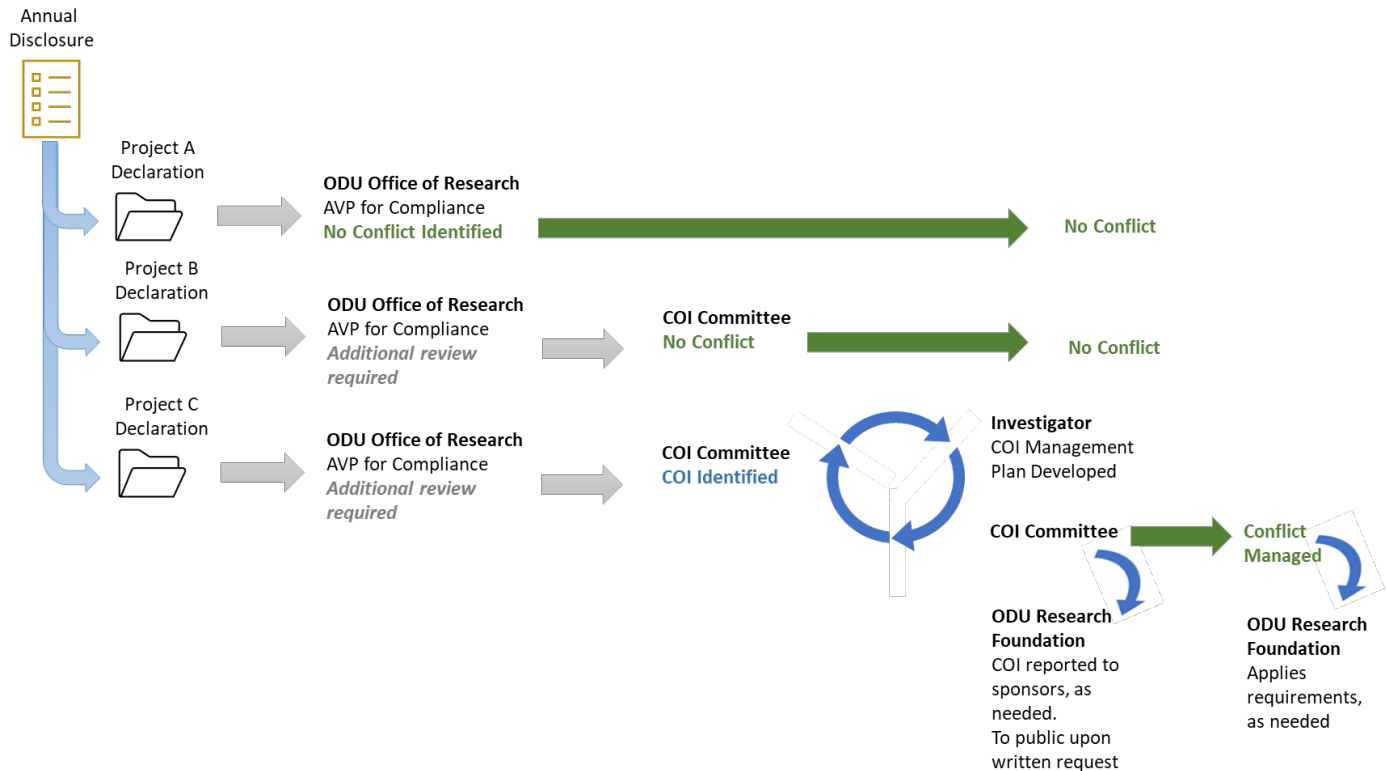 Annual
Disclosure
Project A
Declaration
ODU Office of Research
AVP for Compliance
No Conflict Identified
No Conflict
Project B
Declaration
ODU Office of Research
AVP for Compliance
Additional review
required
COI Committee
No Conflict
No Conflict
Project C
Declaration
ODU Office of Research
AVP for Compliance
Additional review
required
COI Committee
COI Identified
Investigator
COI Management
Plan Developed
COI Committee
Conflict
Managed
ODU Research
Foundation
COI reported to
sponsors, as
needed.
To public upon
written request
ODU Research
Foundation
Applies
requirements,
as needed